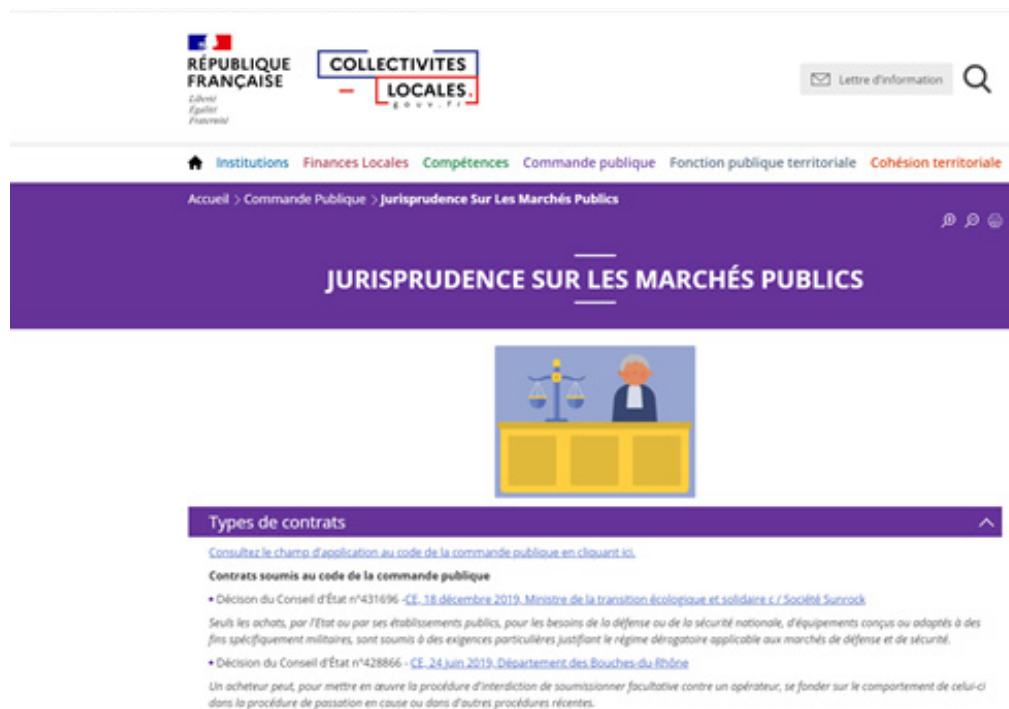 RÉPUBLIQUE
FRANÇAISE
Liberté
Égalité
Fraternité
COLLECTIVITES
LOCALES.
gouv.fr
Lettre d'information
Institutions Finances Locales Compétences Commande publique Fonction publique territoriale Cohésion territoriale
Accueil > Commande Publique > Jurisprudence Sur Les Marchés Publics
JURISPRUDENCE SUR LES MARCHÉS PUBLICS
Types de contrats
Consultez le champ d'application au code de la commande publique en cliquant ici.
Contrats soumis au code de la commande publique
• Décison du Conseil d'État n°431696 -CE, 18 décembre 2019, Ministre de la transition écologique et solidaire c / Société Sunrock
Seuls les achats, par l'Etat ou par ses établissements publics, pour les besoins de la défense ou de la sécurité nationale, d'équipements conçus ou adaptés à des
fins spécifiquement militaires, sont soumis à des exigences particulières justifiant le régime dérogatoire applicable aux marchés de défense et de sécurité.
• Décision du Conseil d'État n°428866 - CE, 24 juin 2019, Département des Bouches-du-Rhône
Un acheteur peut, pour mettre en œuvre la procédure d'interdiction de soumissionner facultative contre un opérateur, se fonder sur le comportement de celui-ci
dans la procédure de passation en cause ou dans d'autres procédures récentes.